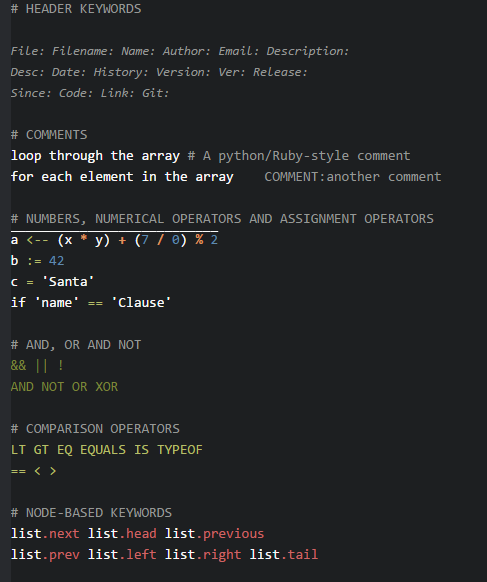 # HEADER KEYWORDS
File: Filename: Name: Author: Email: Description:
Desc: Date: History: Version: Ver: Release:
Since: Code: Link: Git:
# COMMENTS
loop through the array # A python/Ruby-style comment
for each element in the array    COMMENT:another comment
# NUMBERS, NUMERICAL OPERATORS AND ASSIGNMENT OPERATORS
a <-- (x * y) + (7 / 0) % 2
b := 42
c = 'Santa'
if 'name' == 'Clause'
# AND, OR AND NOT
&& || !
AND NOT OR XOR
# COMPARISON OPERATORS
LT GT EQ EQUALS IS TYPEOF
== < >
# NODE-BASED KEYWORDS
list.next list.head list.previous
list.prev list.left list.right list.tail